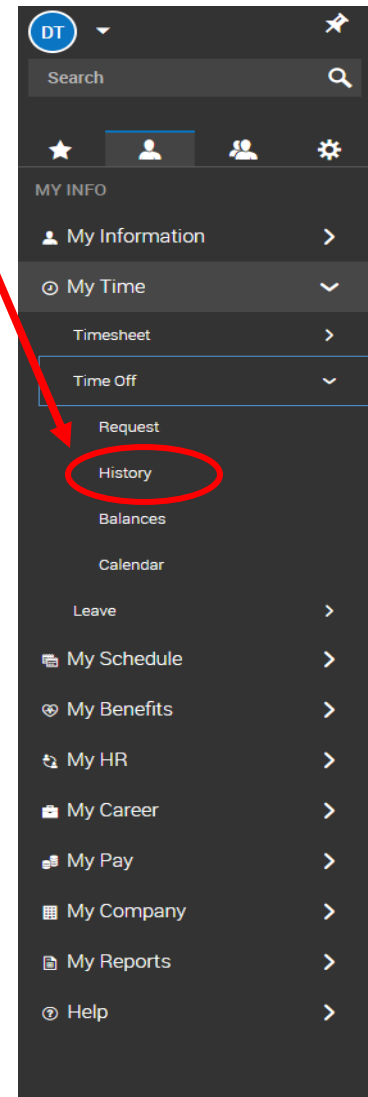 DT
Search
MY INFO
My Information
My Time
Timesheet
Time Off
Request
History
Balances
Calendar
Leave
My Schedule
My Benefits
My HR
My Career
My Pay
My Company
My Reports
Help